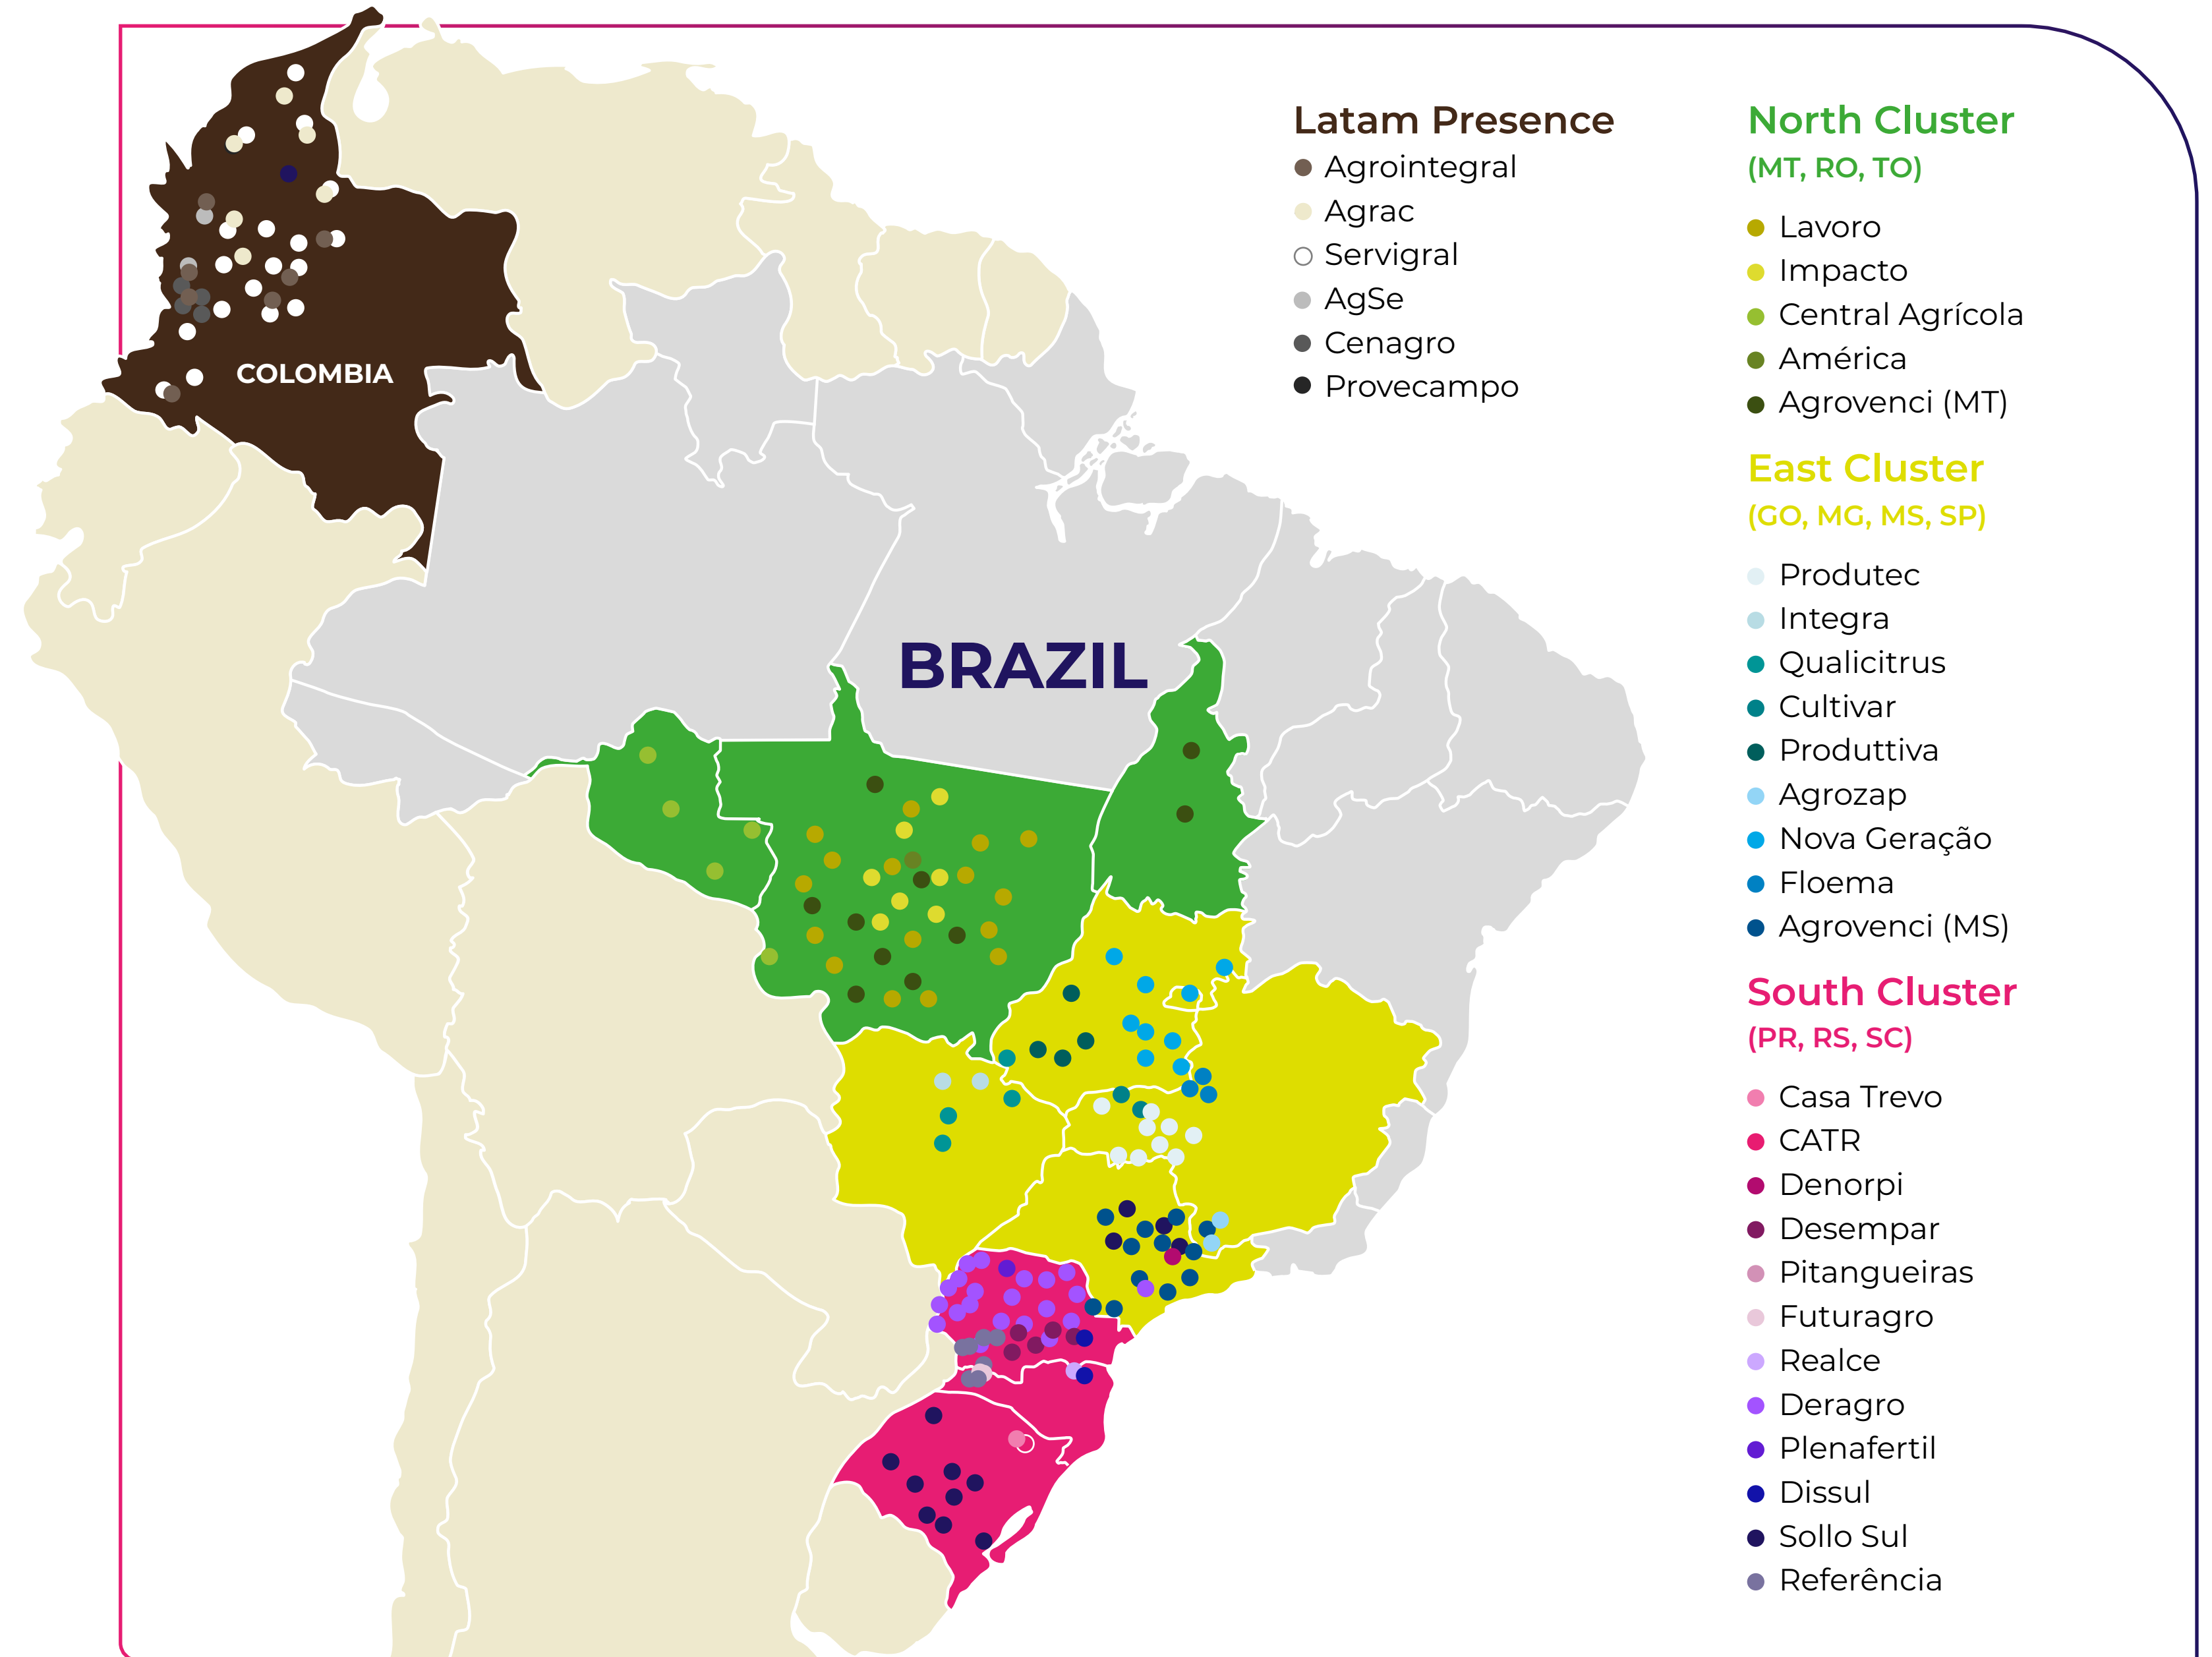 COLOMBIA
BRAZIL
Latam Presence
Agrointegral
Agrac
Servigral
AgSe
Cenagro
Provecampo
North Cluster
(MT, RO, TO)
Lavoro
Impacto
Central Agrícola
América
Agrovenci (MT)
East Cluster
(GO, MG, MS, SP)
Produtec
Integra
Qualicitrus
Cultivar
Produttiva
Agrozap
Nova Geração
Floema
Agrovenci (MS)
South Cluster
(PR, RS, SC)
Casa Trevo
CATR
Denorpi
Desempar
Pitangueiras
Futuragro
Realce
Deragro
Plenafertil
Dissul
Sollo Sul
Referência